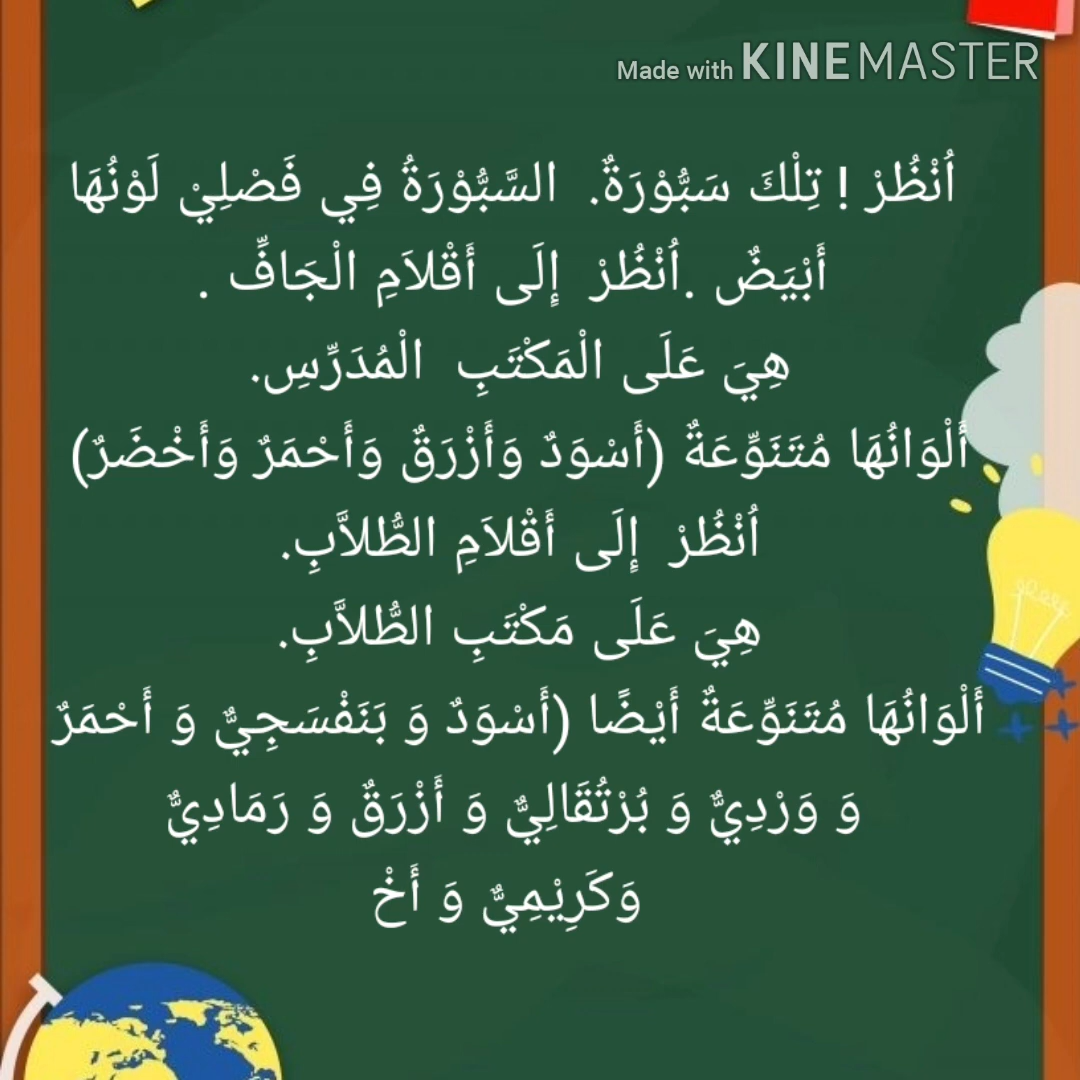 Made with KINEMASTER
اُنْظُرْ ! تِلْكَ سَبُّوْرَةٌ. السَّبُّوْرَةُ فِي فَصْلِيْ لَوْنُهَا
أَبْيَضٌ .اُنْظُرْ إِلَى أَقْلاَمِ الْجَافِّ .
هِيَ عَلَى الْمَكْتَبِ الْمُدَرِّسِ.
أَلْوَانُهَا مُتَنَوِّعَةٌ (أَسْوَدٌ وَأَزْرَقٌ وَأَحْمَرٌ وَأَخْضَرٌ)
اُنْظُرْ إِلَى أَقْلاَمِ الطُّلاَّبِ.
هِيَ عَلَى مَكْتَبِ الطُّلاَّبِ.
أَلْوَانُهَا مُتَنَوِّعَةٌ أَيْضًا (أَسْوَدٌ وَ بَنَفْسَجِيٌّ وَ أَحْمَرٌ
وَ وَرْدِيٌّ وَ بُرْتُقَالِيٌّ وَ أَزْرَقٌ وَ رَمَادِيٌّ
وَكَرِيْمِيٌّ وَ أَخْ